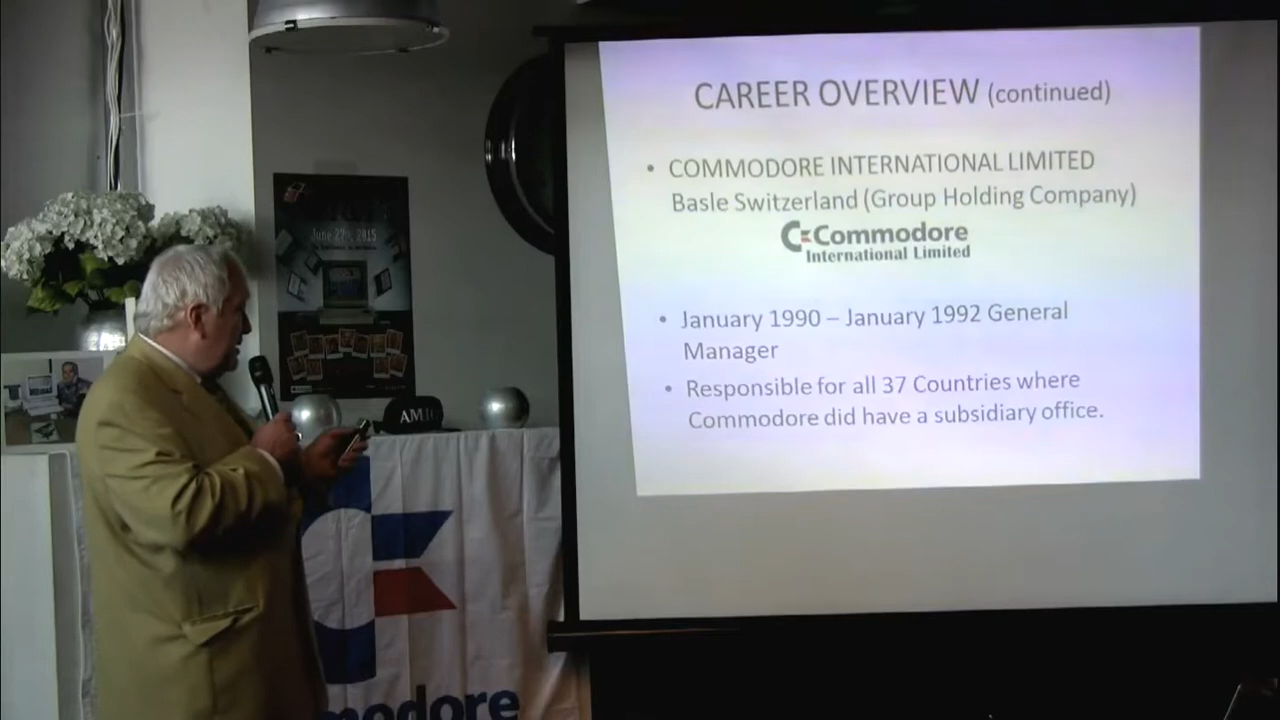 CAREER OVERVIEW (continued)
• COMMODORE INTERNATIONAL LIMITED
Basle Switzerland (Group Holding Company)
Commodore
International Limited
• January 1990 – January 1992 General
Manager
• Responsible for all 37 Countries where
Commodore did have a subsidiary office.
June 27th, 2015
AMIG
modore